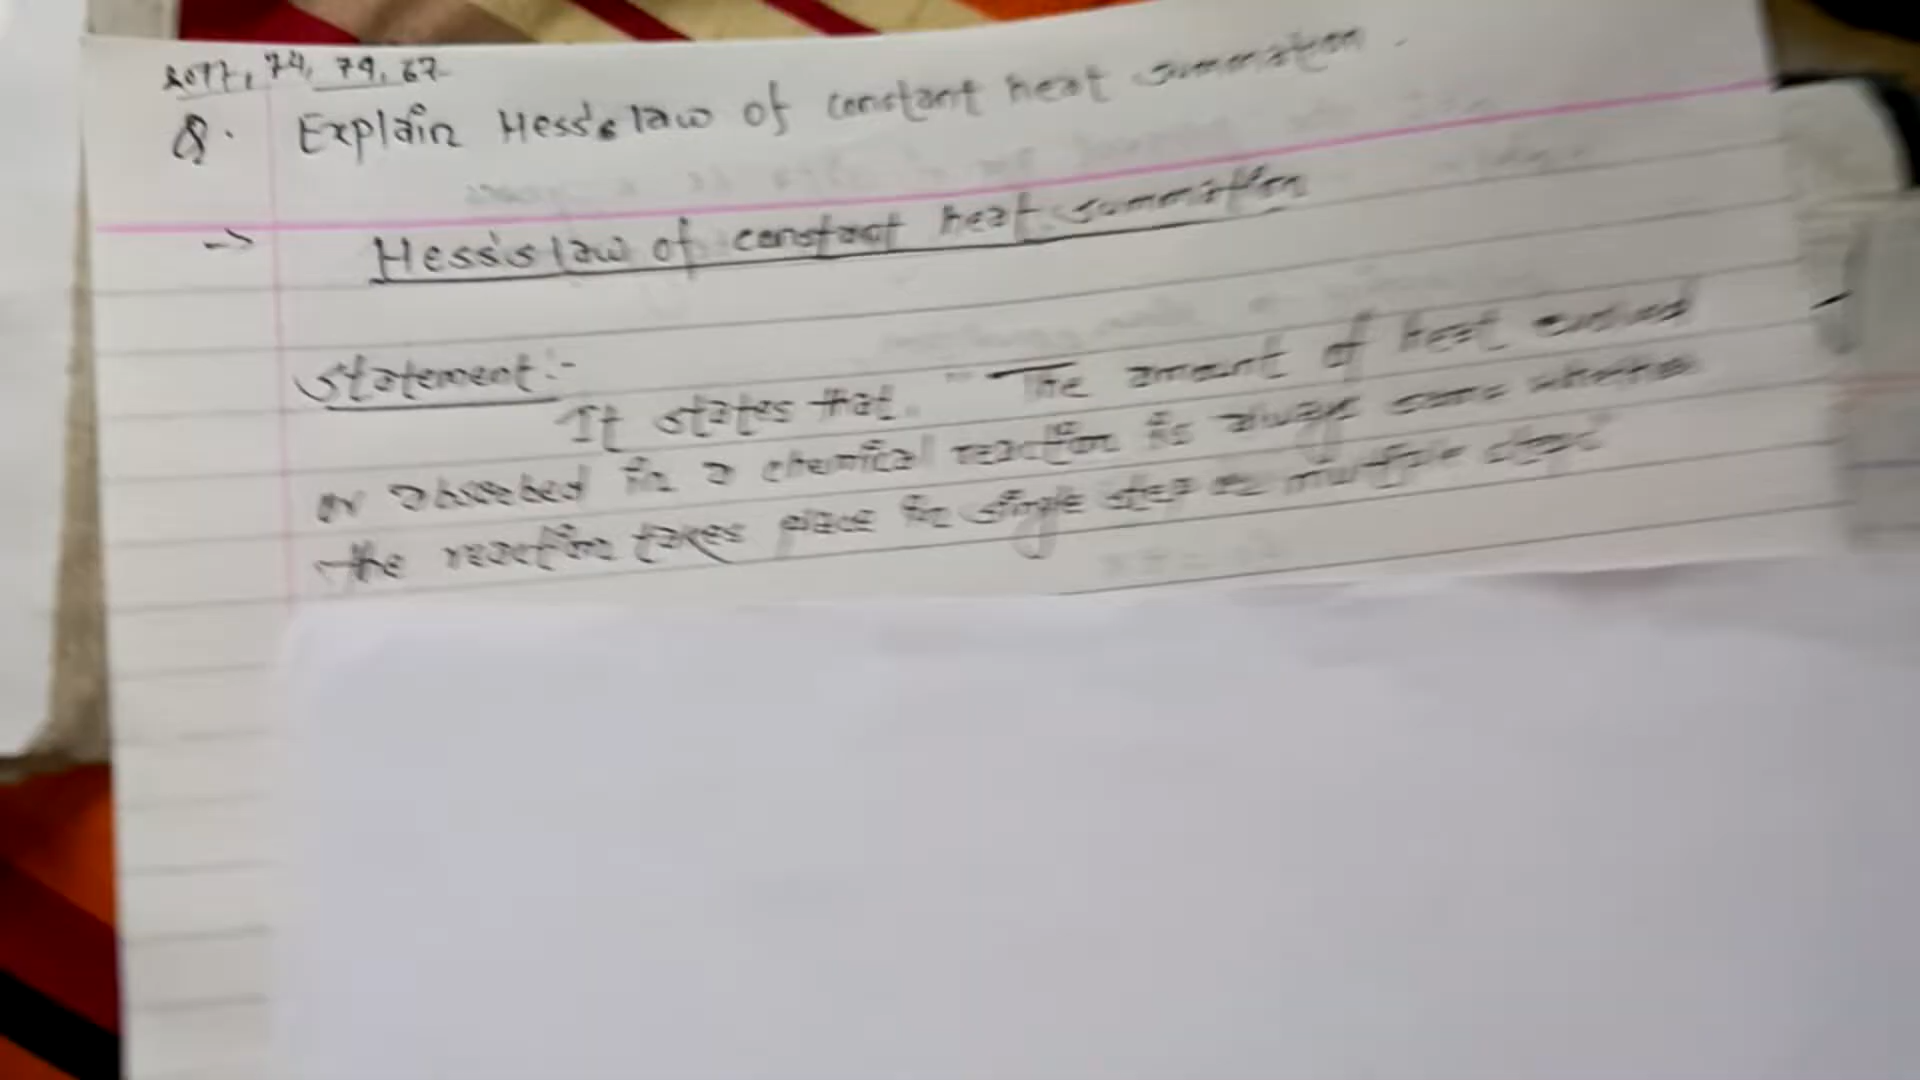 2077, 74, 79, 67
Q. Explain Hess's law of constant heat summation.
-> Hess's law of constant heat summation
Statement:-
It states that. "The amount of heat evolved
or absorbed in a chemical reaction is always same whether
the reaction takes place in single step or multiple steps"